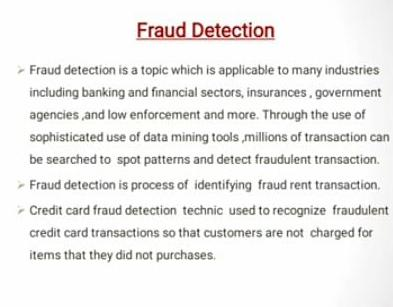 Fraud Detection
Fraud detection is a topic which is applicable to many industries
including banking and financial sectors, insurances , government
agencies ,and low enforcement and more. Through the use of
sophisticated use of data mining tools ,millions of transaction can
be searched to spot patterns and detect fraudulent transaction.
Fraud detection is process of identifying fraud rent transaction.
Credit card fraud detection technic used to recognize fraudulent
credit card transactions so that customers are not charged for
items that they did not purchases.